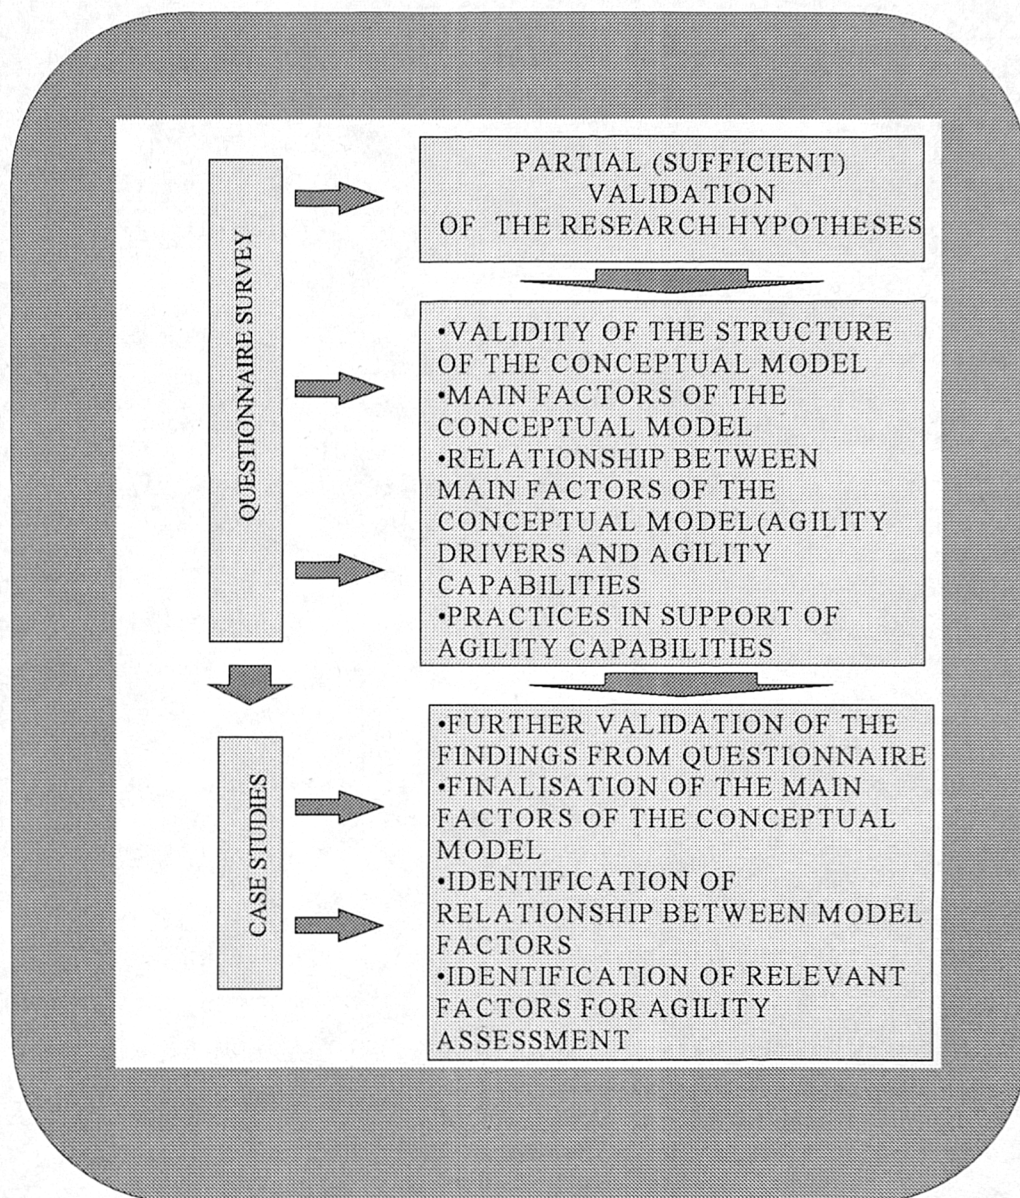 QUESTIONNAIRE SURVEY
PARTIAL (SUFFICIENT)
VALIDATION
OF THE RESEARCH HYPOTHESES
•VALIDITY OF THE STRUCTURE
OF THE CONCEPTUAL MODEL
•MAIN FACTORS OF THE
CONCEPTUAL MODEL
•RELATIONSHIP BETWEEN
MAIN FACTORS OF THE
CONCEPTUAL MODEL(AGILITY
DRIVERS AND AGILITY
CAPABILITIES
•PRACTICES IN SUPPORT OF
AGILITY CAPABILITIES
CASE STUDIES
•FURTHER VALIDATION OF THE
FINDINGS FROM QUESTIONNAIRE
•FINALISATION OF THE MAIN
FACTORS OF THE CONCEPTUAL
MODEL
•IDENTIFICATION OF
RELATIONSHIP BETWEEN MODEL
FACTORS
•IDENTIFICATION OF RELEVANT
FACTORS FOR AGILITY
ASSESSMENT